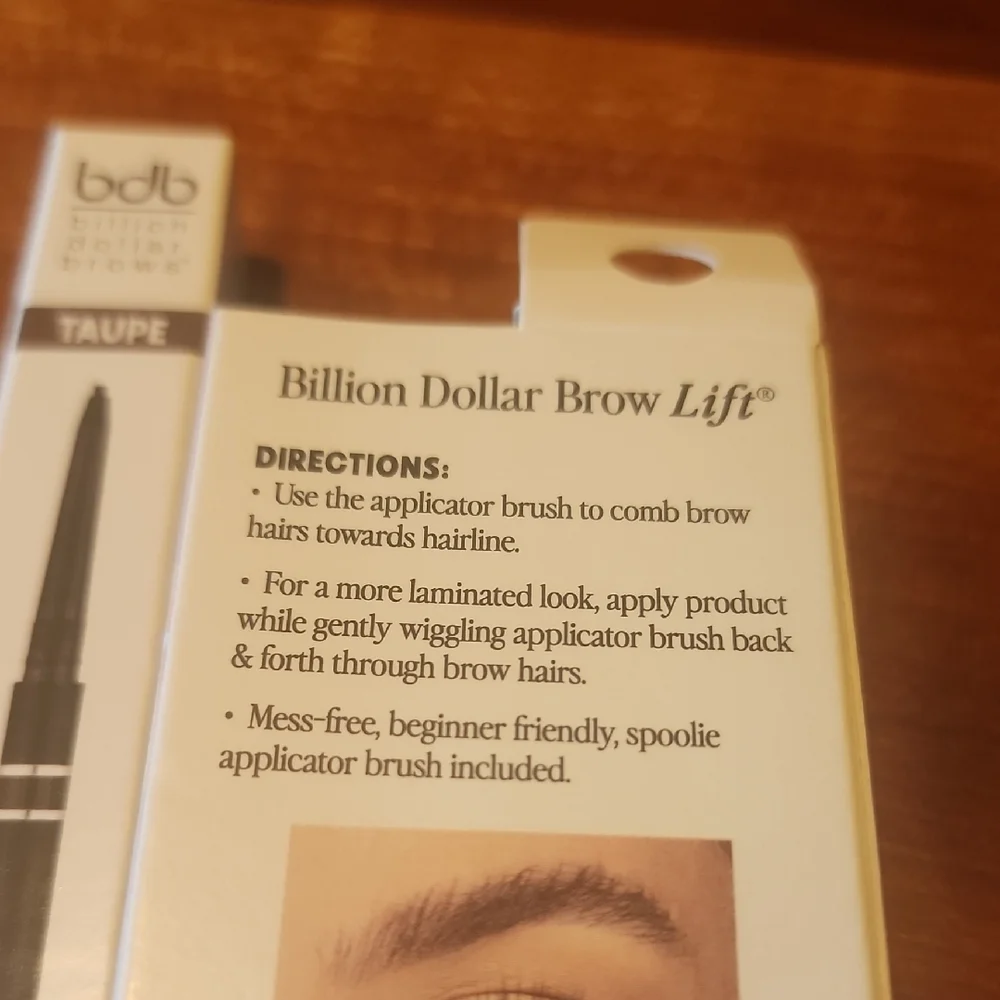 bdb
billion
dollar
brows®
TAUPE
Billion Dollar Brow Lift®
DIRECTIONS:
• Use the applicator brush to comb brow
hairs towards hairline.
• For a more laminated look, apply product
while gently wiggling applicator brush back
& forth through brow hairs.
• Mess-free, beginner friendly, spoolie
applicator brush included.